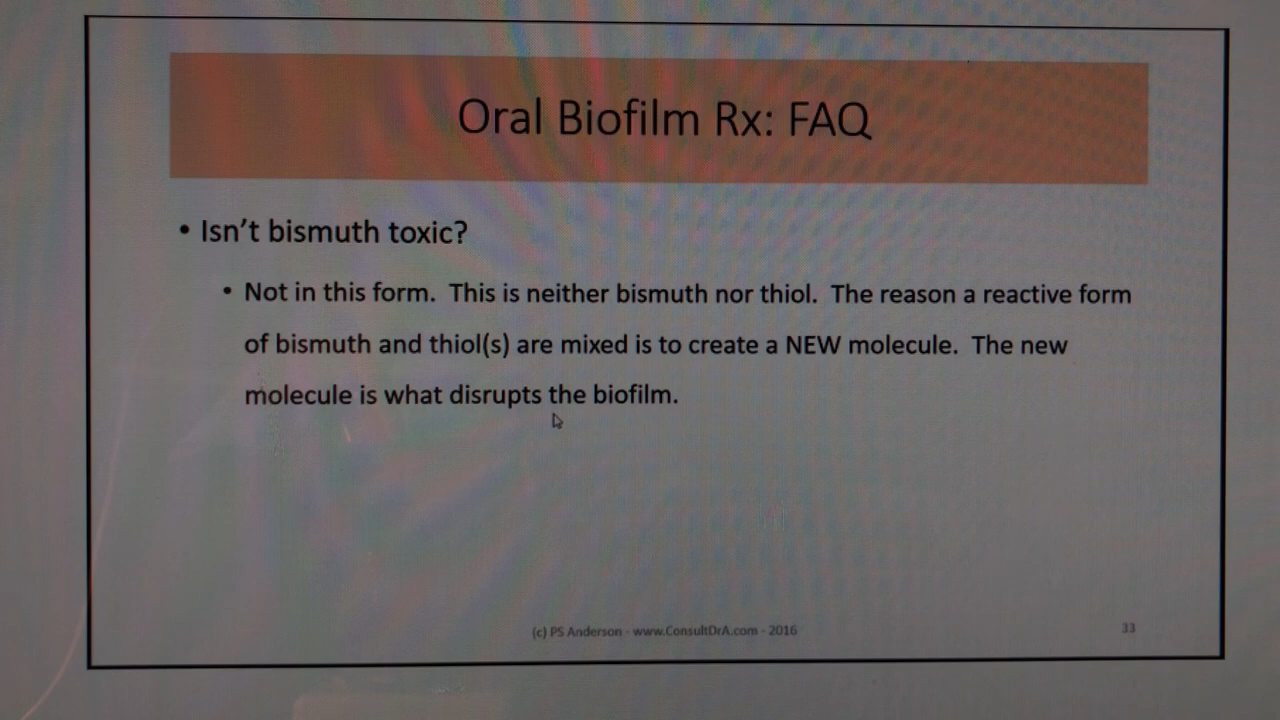 Oral Biofilm Rx: FAQ
• Isn't bismuth toxic?
• Not in this form.  This is neither bismuth nor thiol.  The reason a reactive form
of bismuth and thiol(s) are mixed is to create a NEW molecule.  The new
molecule is what disrupts the biofilm.
(c) PS Anderson - www.ConsultDrA.com - 2016
33